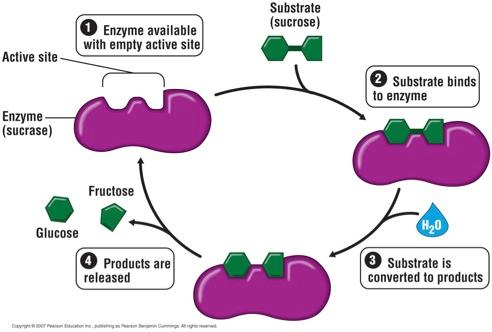 1 Enzyme available
with empty active site
Active site
Enzyme
(sucrase)
Substrate
(sucrose)
2 Substrate binds
to enzyme
H2O
3 Substrate is
converted to products
4 Products are
released
Fructose
Glucose
Copyright © 2007 Pearson Education Inc., publishing as Pearson Benjamin Cummings. All rights reserved.